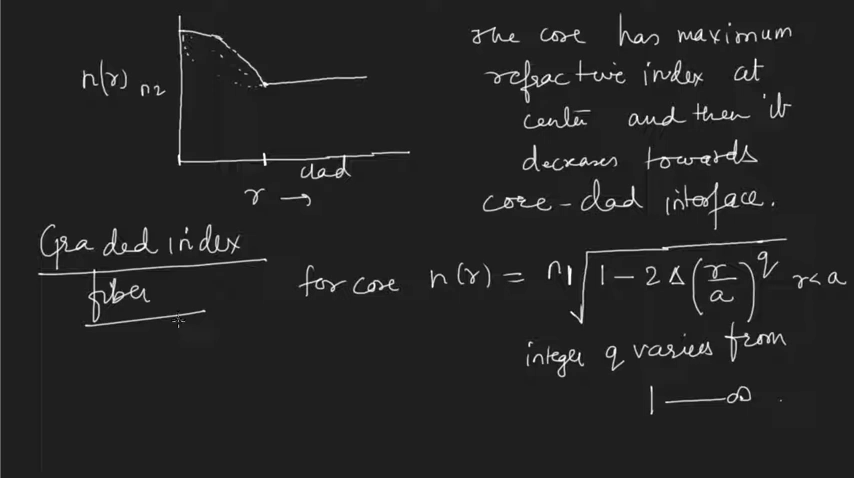 n(r) n2
clad
r →
The core has maximum
refractive index at
center and then it
decreases towards
core-clad interface.
Graded index
fiber
for core n(r) = n1 √(1 - 2 Δ (r/a)^q) r < a
integer q varies from
1 — ∞ .